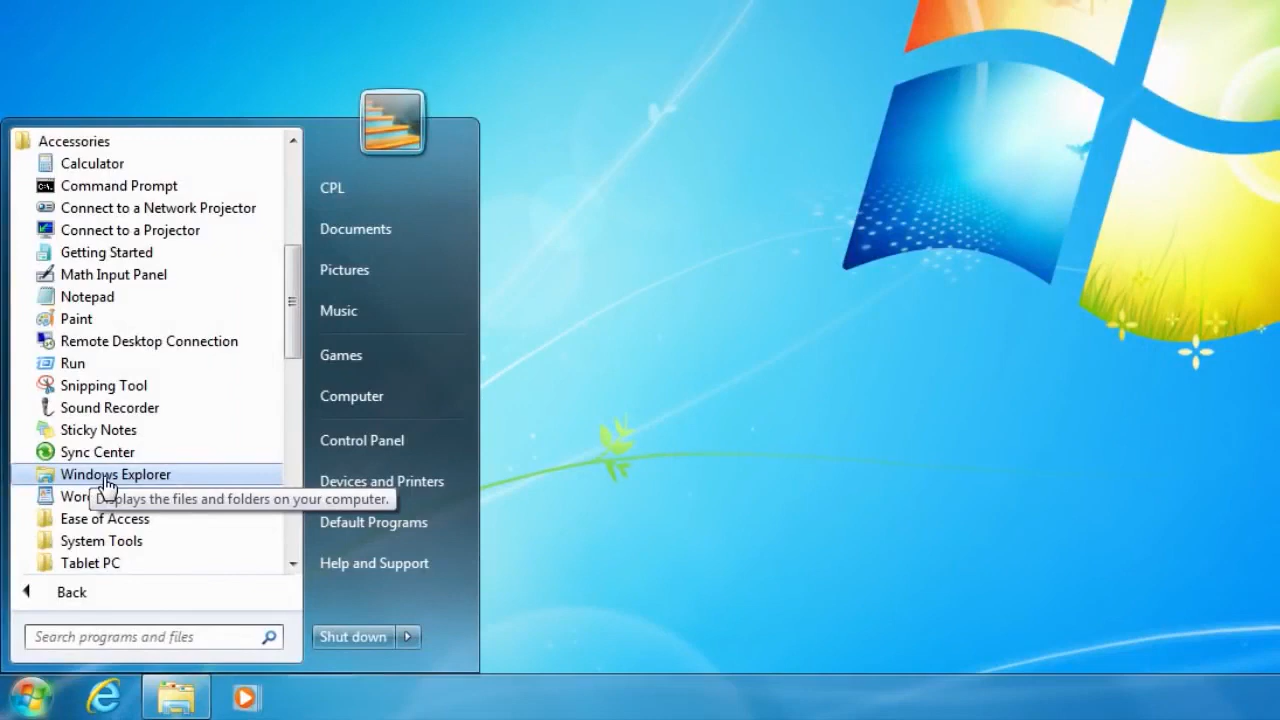 Accessories
Calculator
Command Prompt
Connect to a Network Projector
Connect to a Projector
Getting Started
Math Input Panel
Notepad
Paint
Remote Desktop Connection
Run
Snipping Tool
Sound Recorder
Sticky Notes
Sync Center
Windows Explorer
Displays the files and folders on your computer.
Ease of Access
System Tools
Tablet PC
Back
Search programs and files
CPL
Documents
Pictures
Music
Games
Computer
Control Panel
Devices and Printers
Default Programs
Help and Support
Shut down